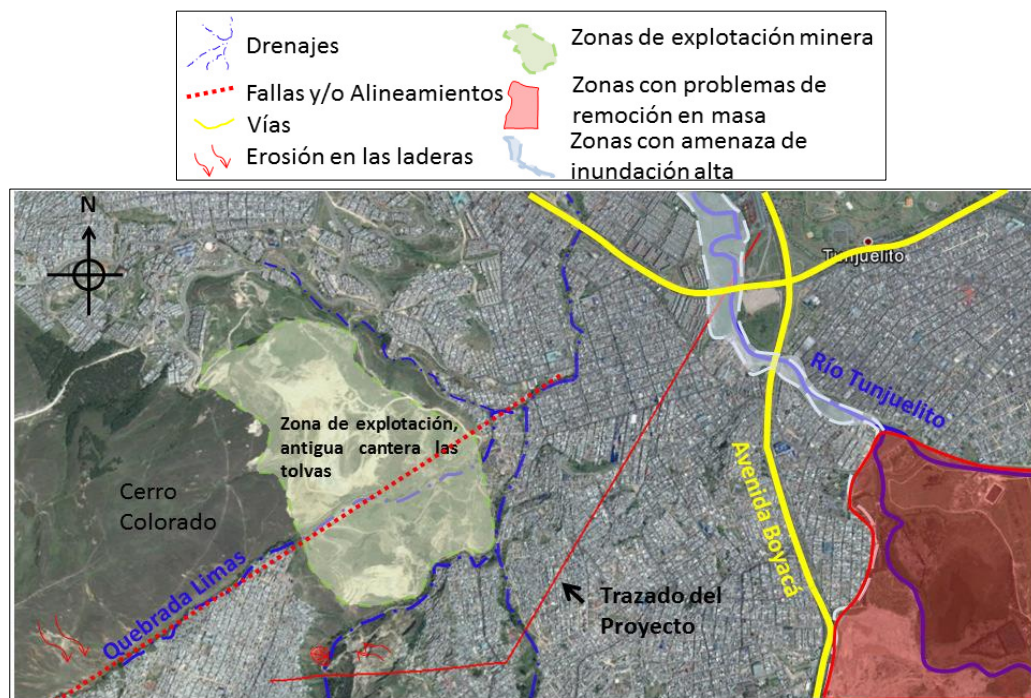 Drenajes
Fallas y/o Alineamientos
Vías
Erosión en las laderas
Zonas de explotación minera
Zonas con problemas de
remoción en masa
Zonas con amenaza de
inundación alta
N
Tunjuelito
Río Tunjuelito
Zona de explotación,
antigua cantera las
tolvas
Cerro
Colorado
Avenida Boyacá
Quebrada Limas
Trazado del
Proyecto